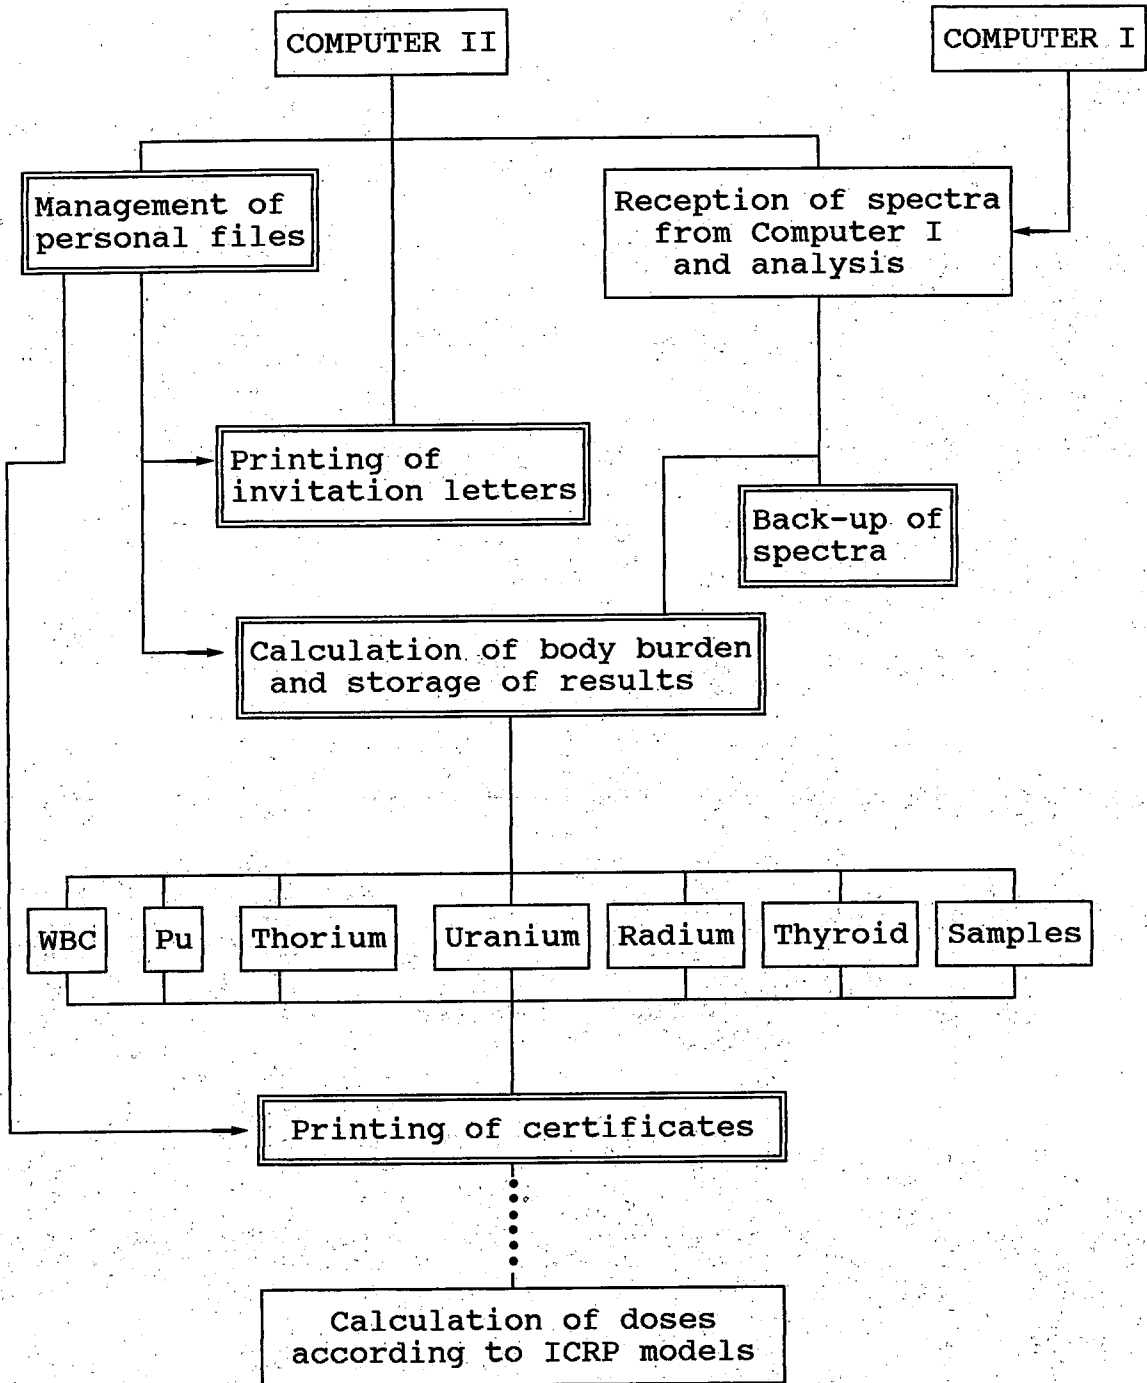 COMPUTER II
COMPUTER I
Management of
personal files
Reception of spectra
from Computer I
and analysis
Printing of
invitation letters
Back-up of
spectra
Calculation of body burden
and storage of results
WBC
Pu
Thorium
Uranium
Radium
Thyroid
Samples
Printing of certificates
Calculation of doses
according to ICRP models